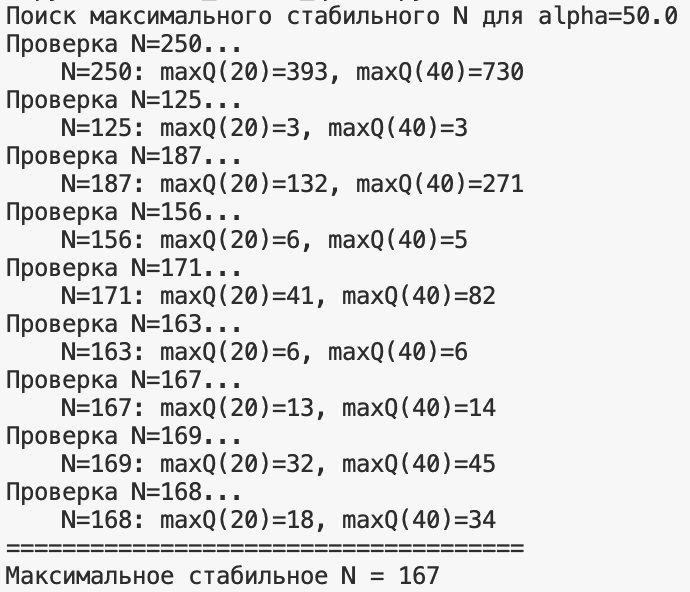 Поиск максимального стабильного N для alpha=50.0
Проверка N=250...
    N=250: maxQ(20)=393, maxQ(40)=730
Проверка N=125...
    N=125: maxQ(20)=3, maxQ(40)=3
Проверка N=187...
    N=187: maxQ(20)=132, maxQ(40)=271
Проверка N=156...
    N=156: maxQ(20)=6, maxQ(40)=5
Проверка N=171...
    N=171: maxQ(20)=41, maxQ(40)=82
Проверка N=163...
    N=163: maxQ(20)=6, maxQ(40)=6
Проверка N=167...
    N=167: maxQ(20)=13, maxQ(40)=14
Проверка N=169...
    N=169: maxQ(20)=32, maxQ(40)=45
Проверка N=168...
    N=168: maxQ(20)=18, maxQ(40)=34
=====================================
Максимальное стабильное N = 167